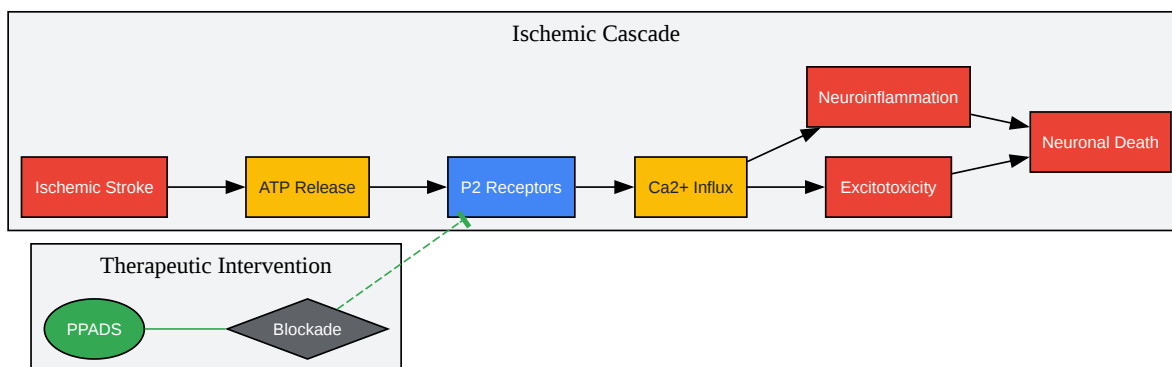 Ischemic Cascade
Neuroinflammation
Neuronal Death
Ischemic Stroke
ATP Release
P2 Receptors
Ca2+ Influx
Excitotoxicity
Therapeutic Intervention
PPADS
Blockade